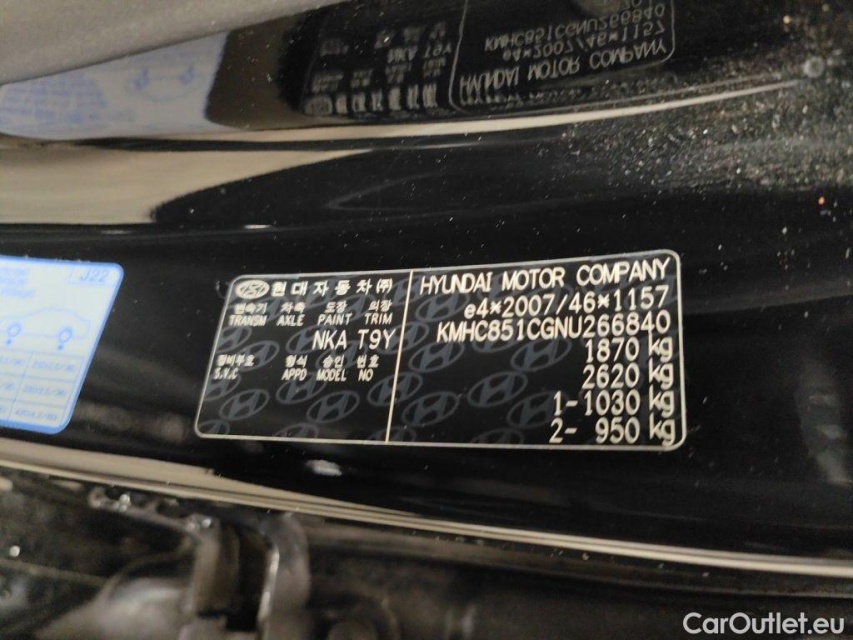 J22
현대자동차(주)
변속기 차축 도장 의장
TRANSM AXLE PAINT TRIM
NKA T9Y
정비부호 형식 승인 번호
S.V.C APPD MODEL NO
HYUNDAI MOTOR COMPANY
e4*2007/46*1157
KMHC851CGNU266840
1870 kg
2620 kg
1-1030 kg
2- 950 kg
CarOutlet.eu